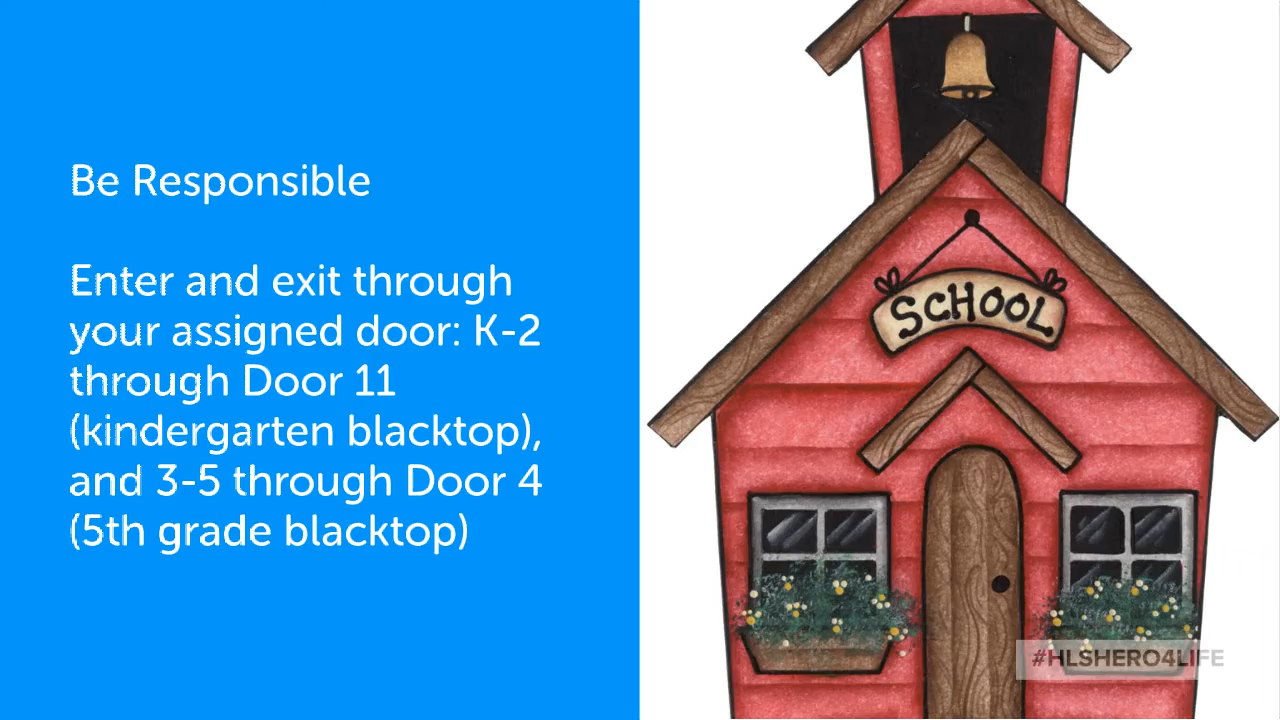 Be Responsible
Enter and exit through
your assigned door: K-2
through Door 11
(kindergarten blacktop),
and 3-5 through Door 4
(5th grade blacktop)
SCHOOL
#HLSHERO4LIFE